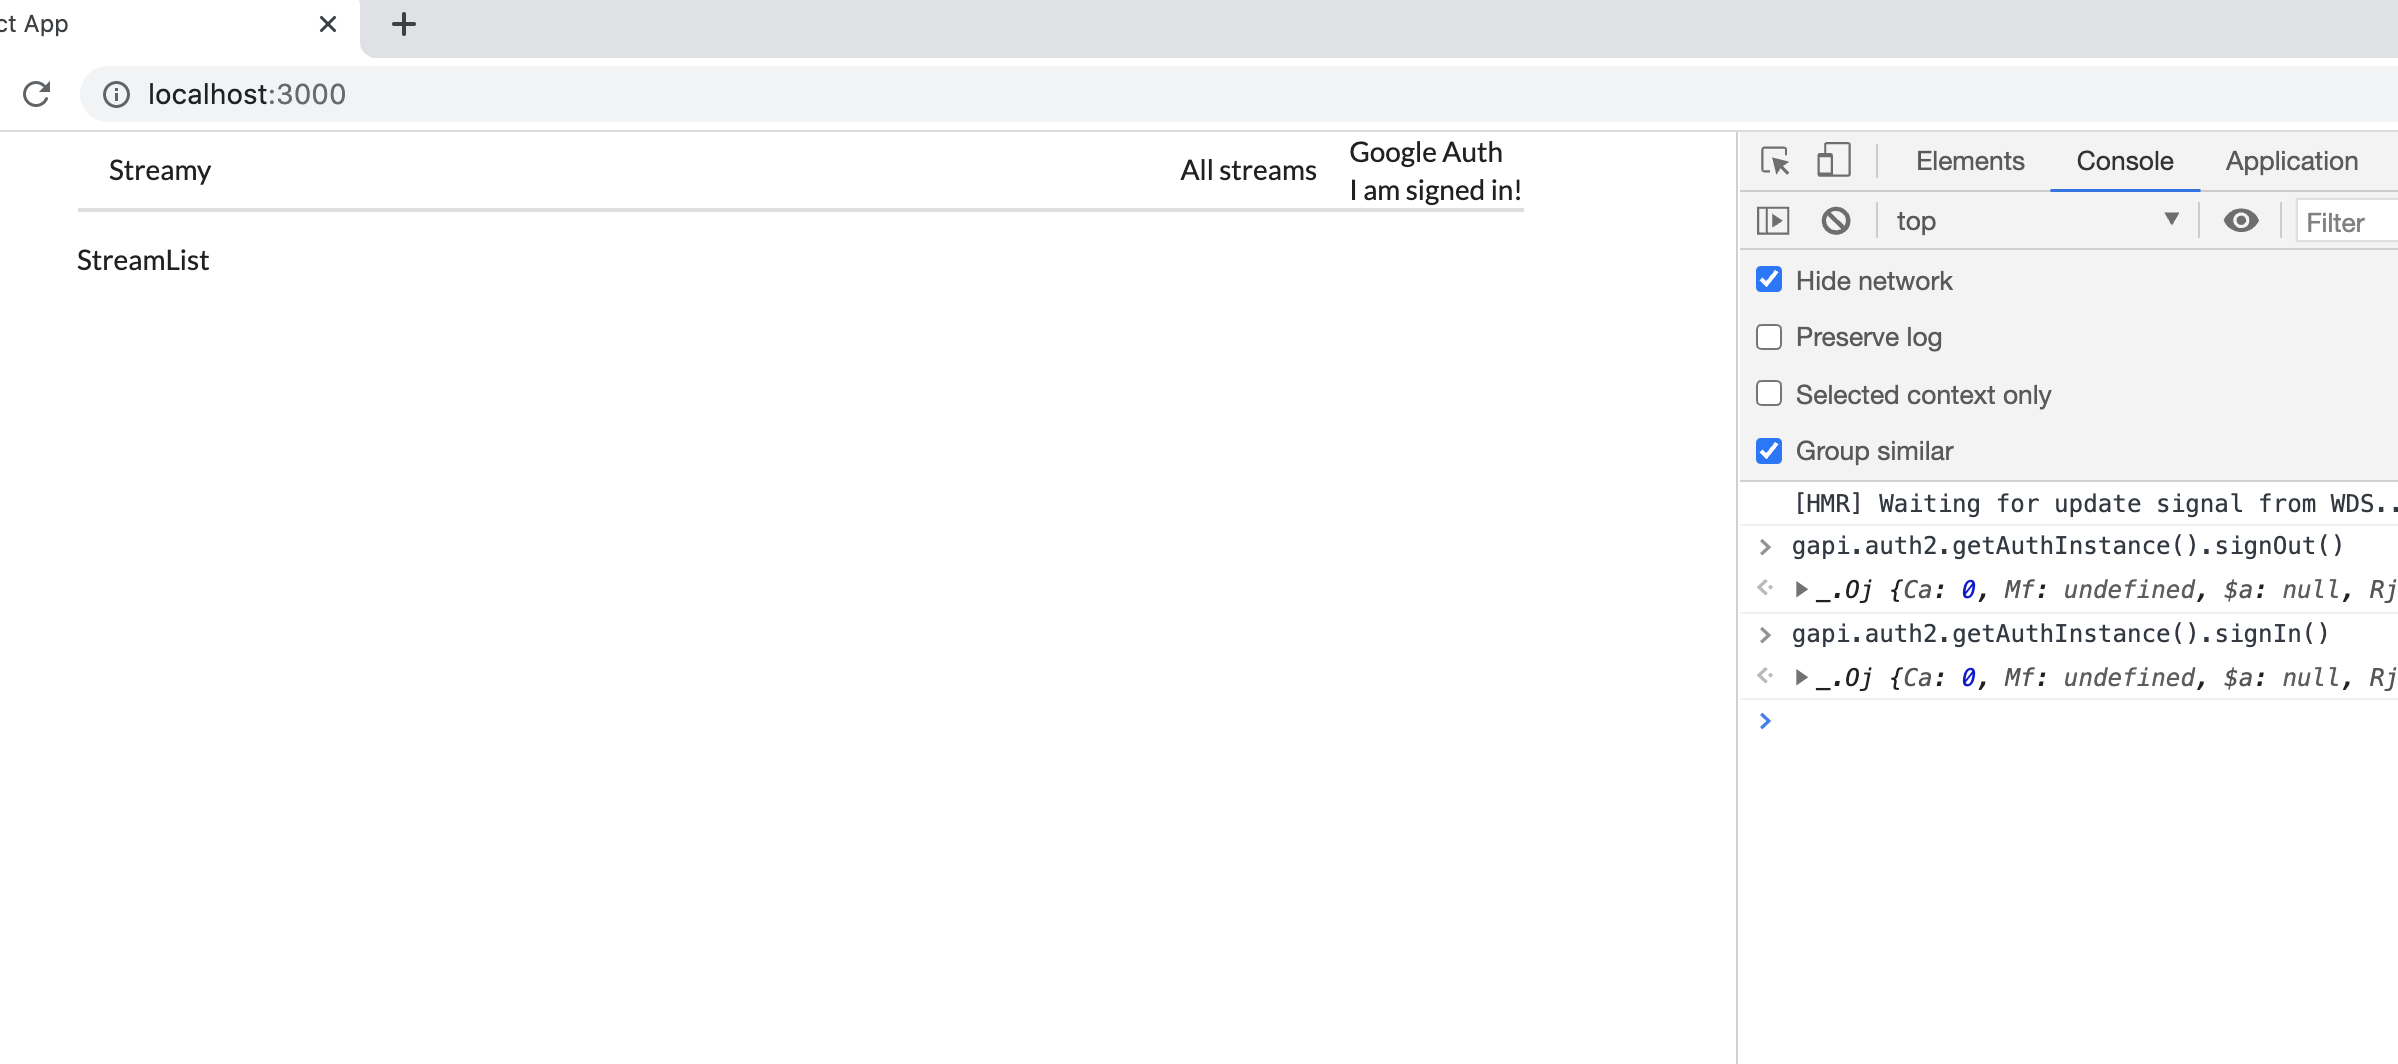 ct App
localhost:3000
Streamy
All streams
Google Auth
I am signed in!
StreamList
Elements Console Application
top Filter
Hide network
Preserve log
Selected context only
Group similar
[HMR] Waiting for update signal from WDS..
> gapi.auth2.getAuthInstance().signOut()
_.Oj {Ca: 0, Mf: undefined, $a: null, Rj
> gapi.auth2.getAuthInstance().signIn()
_.Oj {Ca: 0, Mf: undefined, $a: null, Rj
>